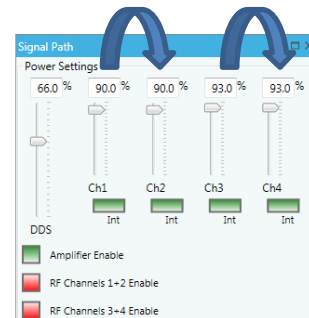 Signal Path
Power Settings
66.0 % 90.0 % 90.0 % 93.0 % 93.0 %
Ch1 Ch2 Ch3 Ch4
Int Int Int Int
DDS
Amplifier Enable
RF Channels 1+2 Enable
RF Channels 3+4 Enable